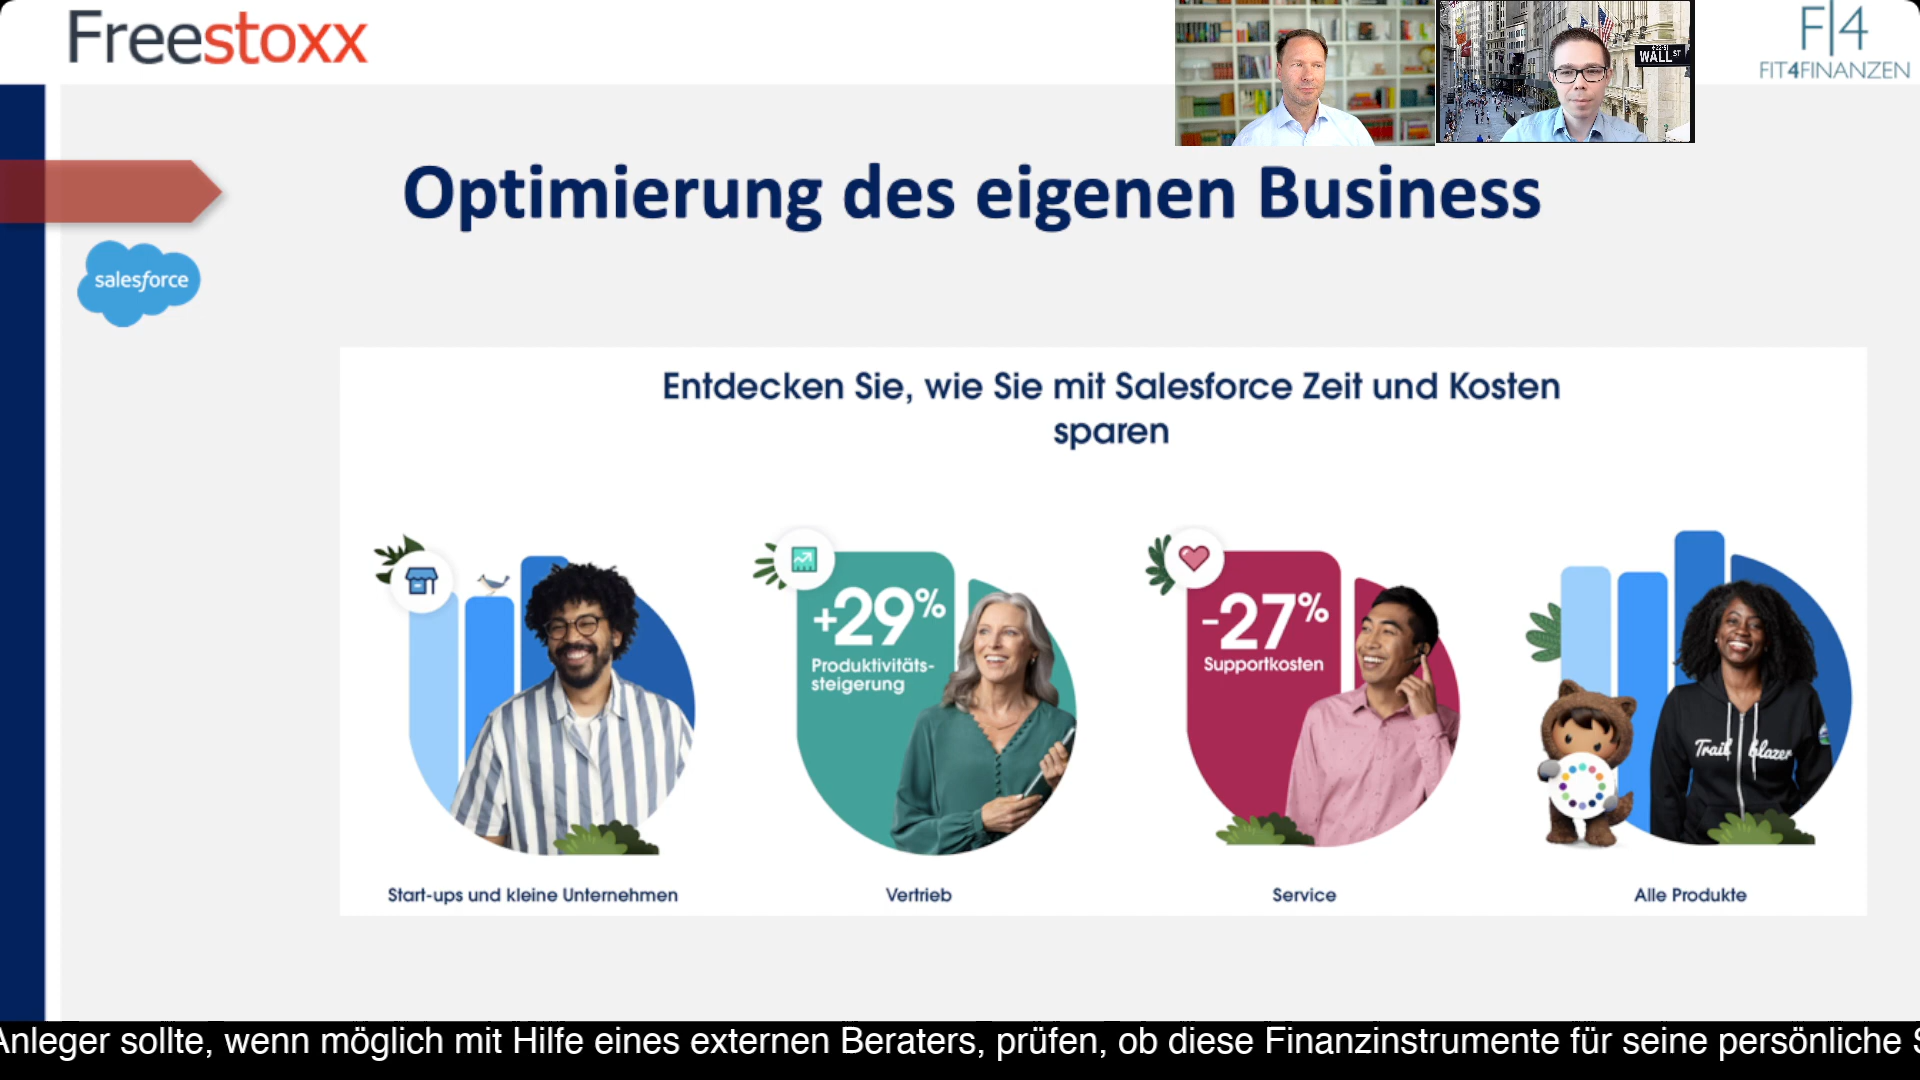 Freestoxx
WALL ST
F|4
FIT4FINANZEN
Optimierung des eigenen Business
salesforce
Entdecken Sie, wie Sie mit Salesforce Zeit und Kosten
sparen
+29%
Produktivitäts-
steigerung
-27%
Supportkosten
Trailblazer
Start-ups und kleine Unternehmen
Vertrieb
Service
Alle Produkte
Anleger sollte, wenn möglich mit Hilfe eines externen Beraters, prüfen, ob diese Finanzinstrumente für seine persönliche S